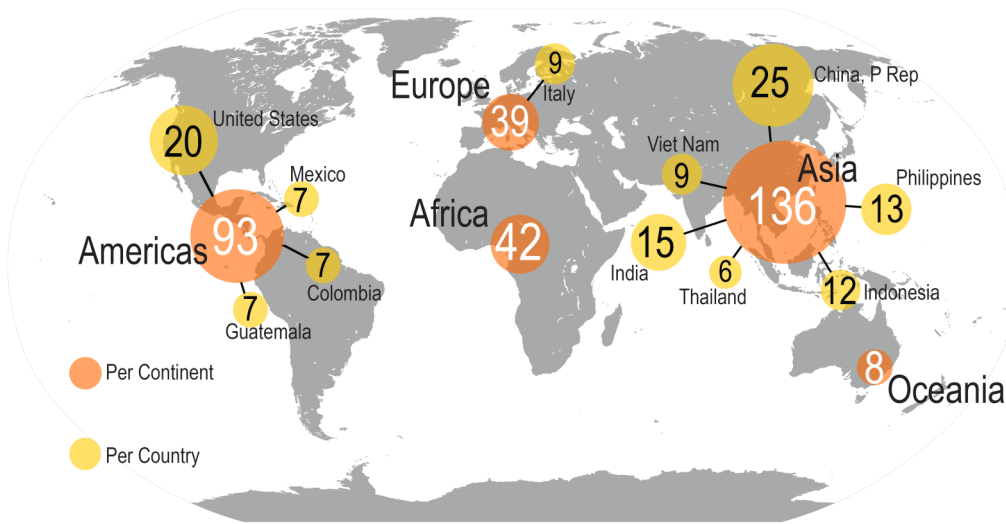 9
Italy
Europe
39
25
China, P Rep
United States
20
Viet Nam
9
Asia
136
Philippines
13
Mexico
7
Africa
42
Americas
93
15
India
7
Colombia
6
Thailand
12
Indonesia
7
Guatemala
Per Continent
8
Oceania
Per Country